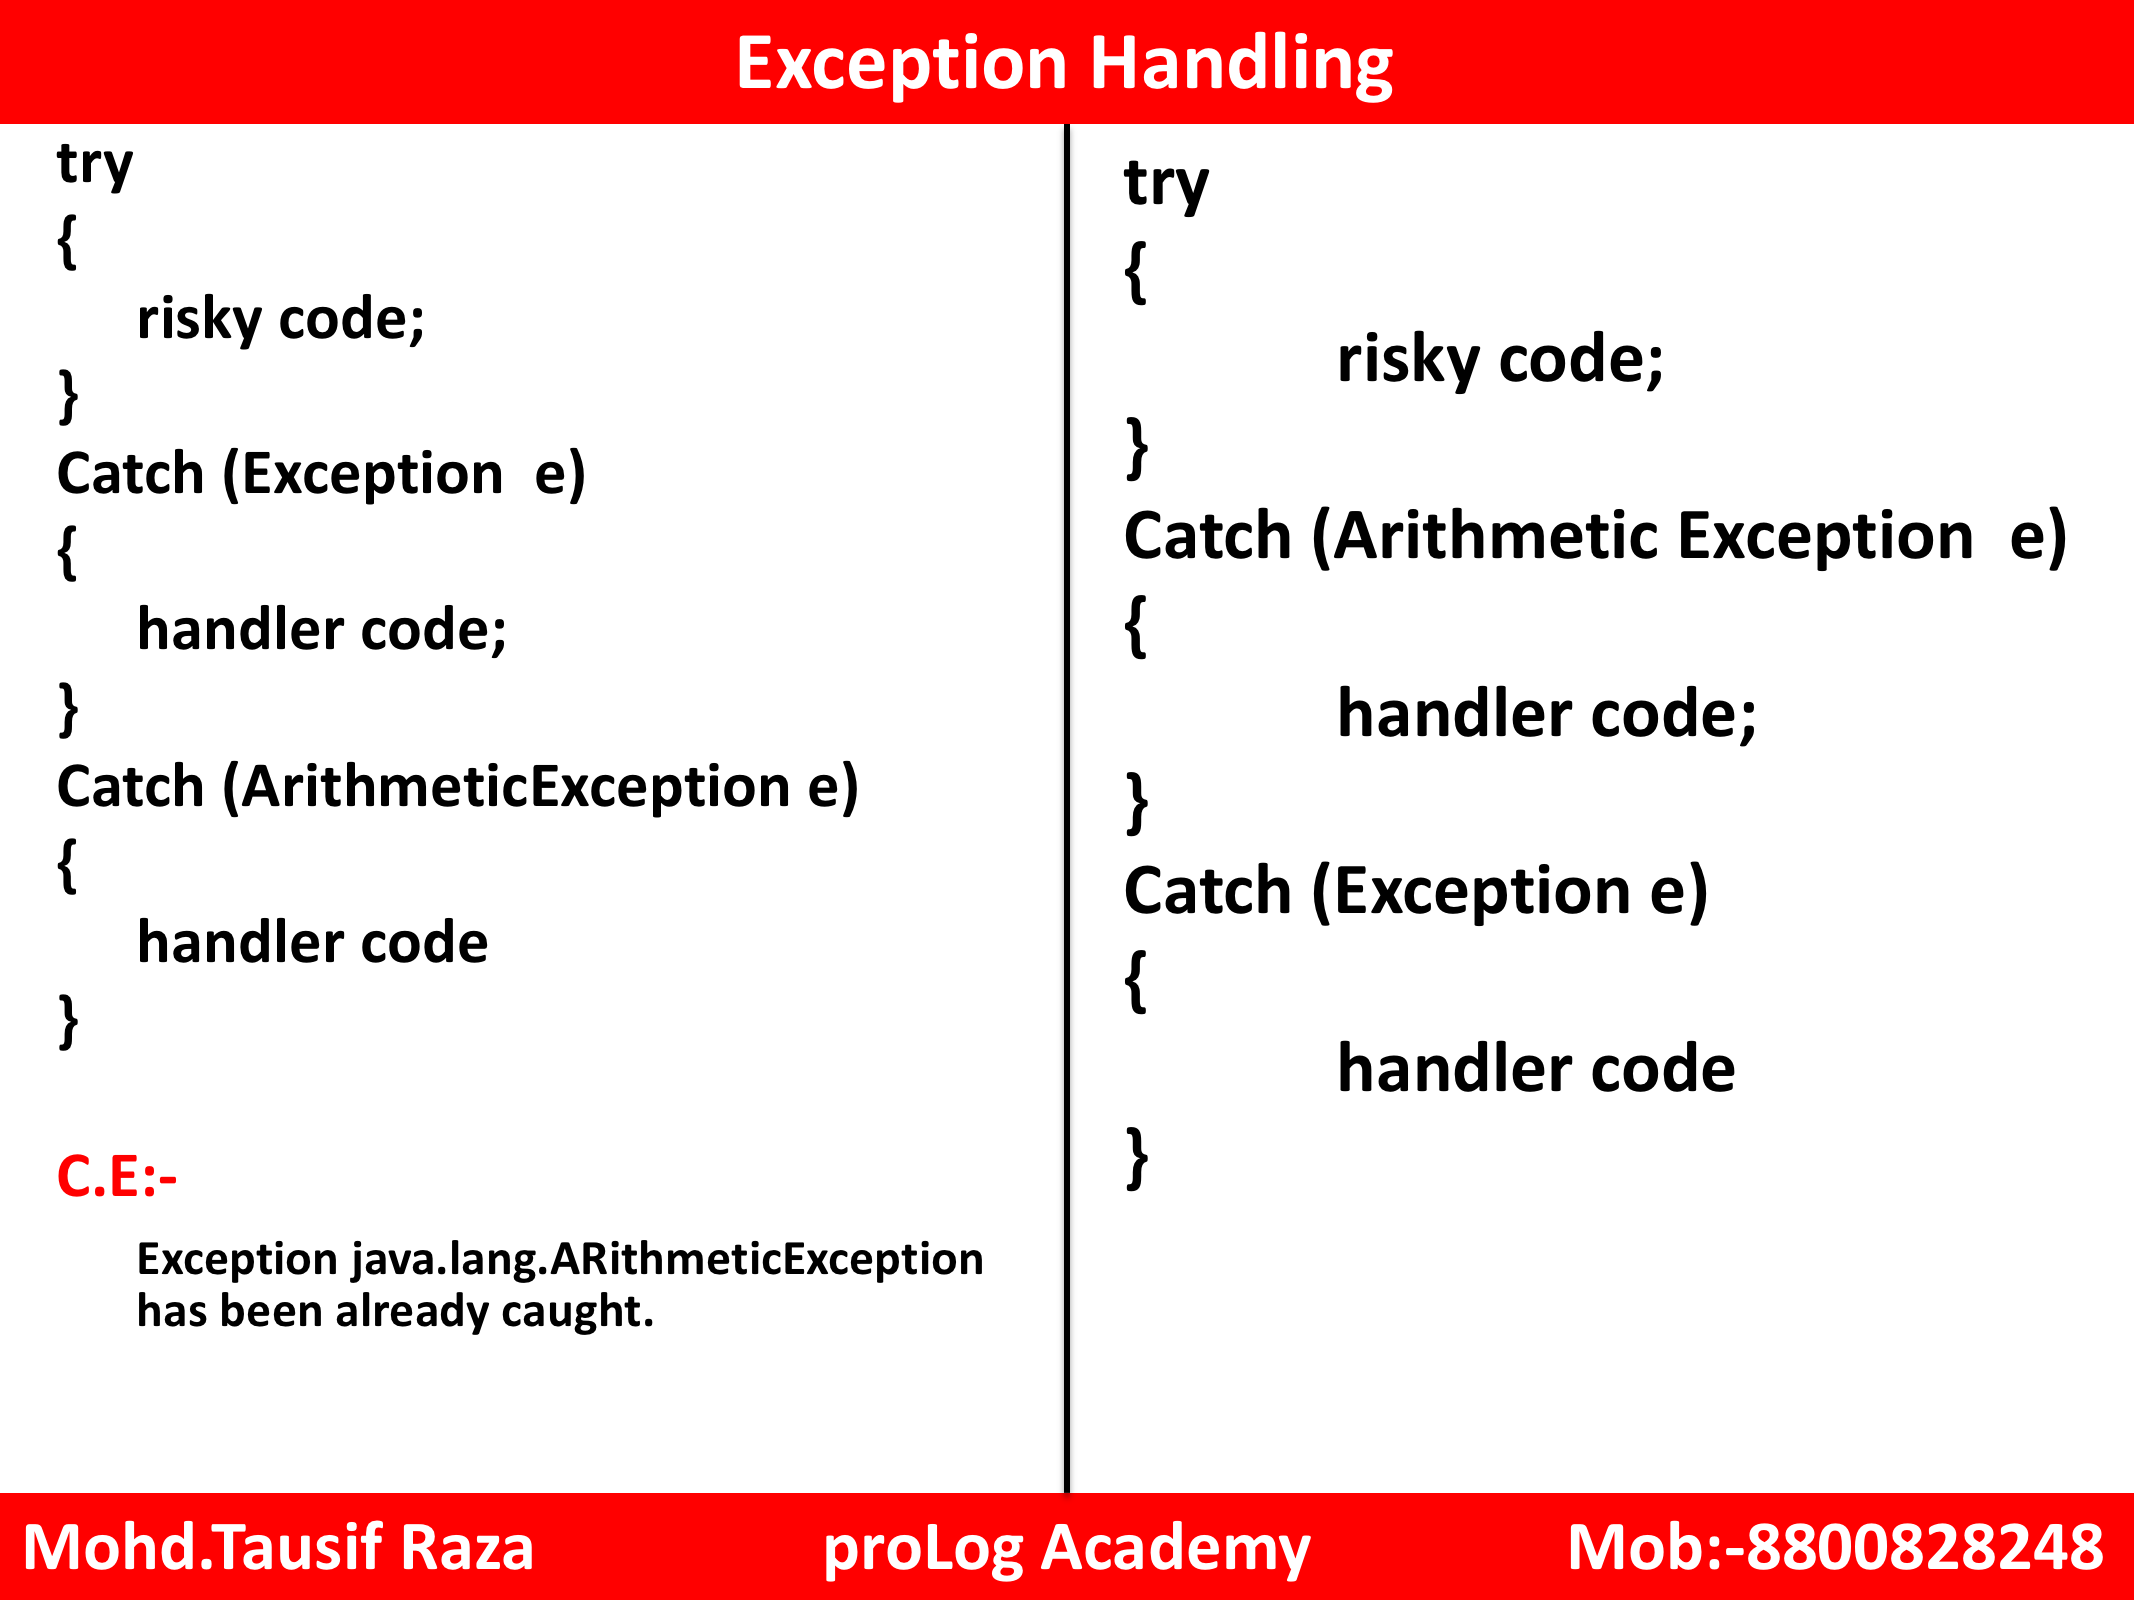 Exception Handling
try
{
risky code;
}
Catch (Exception  e)
{
handler code;
}
Catch (ArithmeticException e)
{
handler code
}
C.E:-
Exception java.lang.ARithmeticException
has been already caught.
try
{
risky code;
}
Catch (Arithmetic Exception  e)
{
handler code;
}
Catch (Exception e)
{
handler code
}
Mohd.Tausif Raza
proLog Academy
Mob:-8800828248